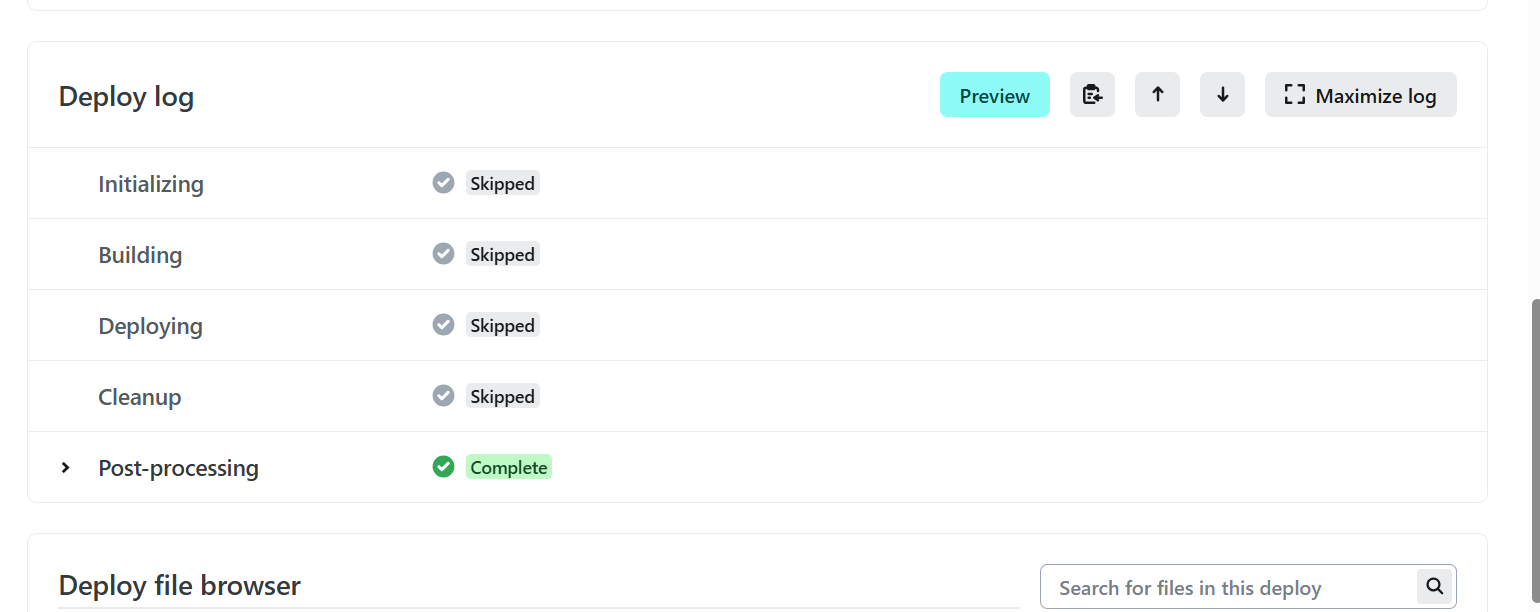 Deploy log
Preview
Maximize log
Initializing Skipped
Building Skipped
Deploying Skipped
Cleanup Skipped
Post-processing Complete
Deploy file browser
Search for files in this deploy